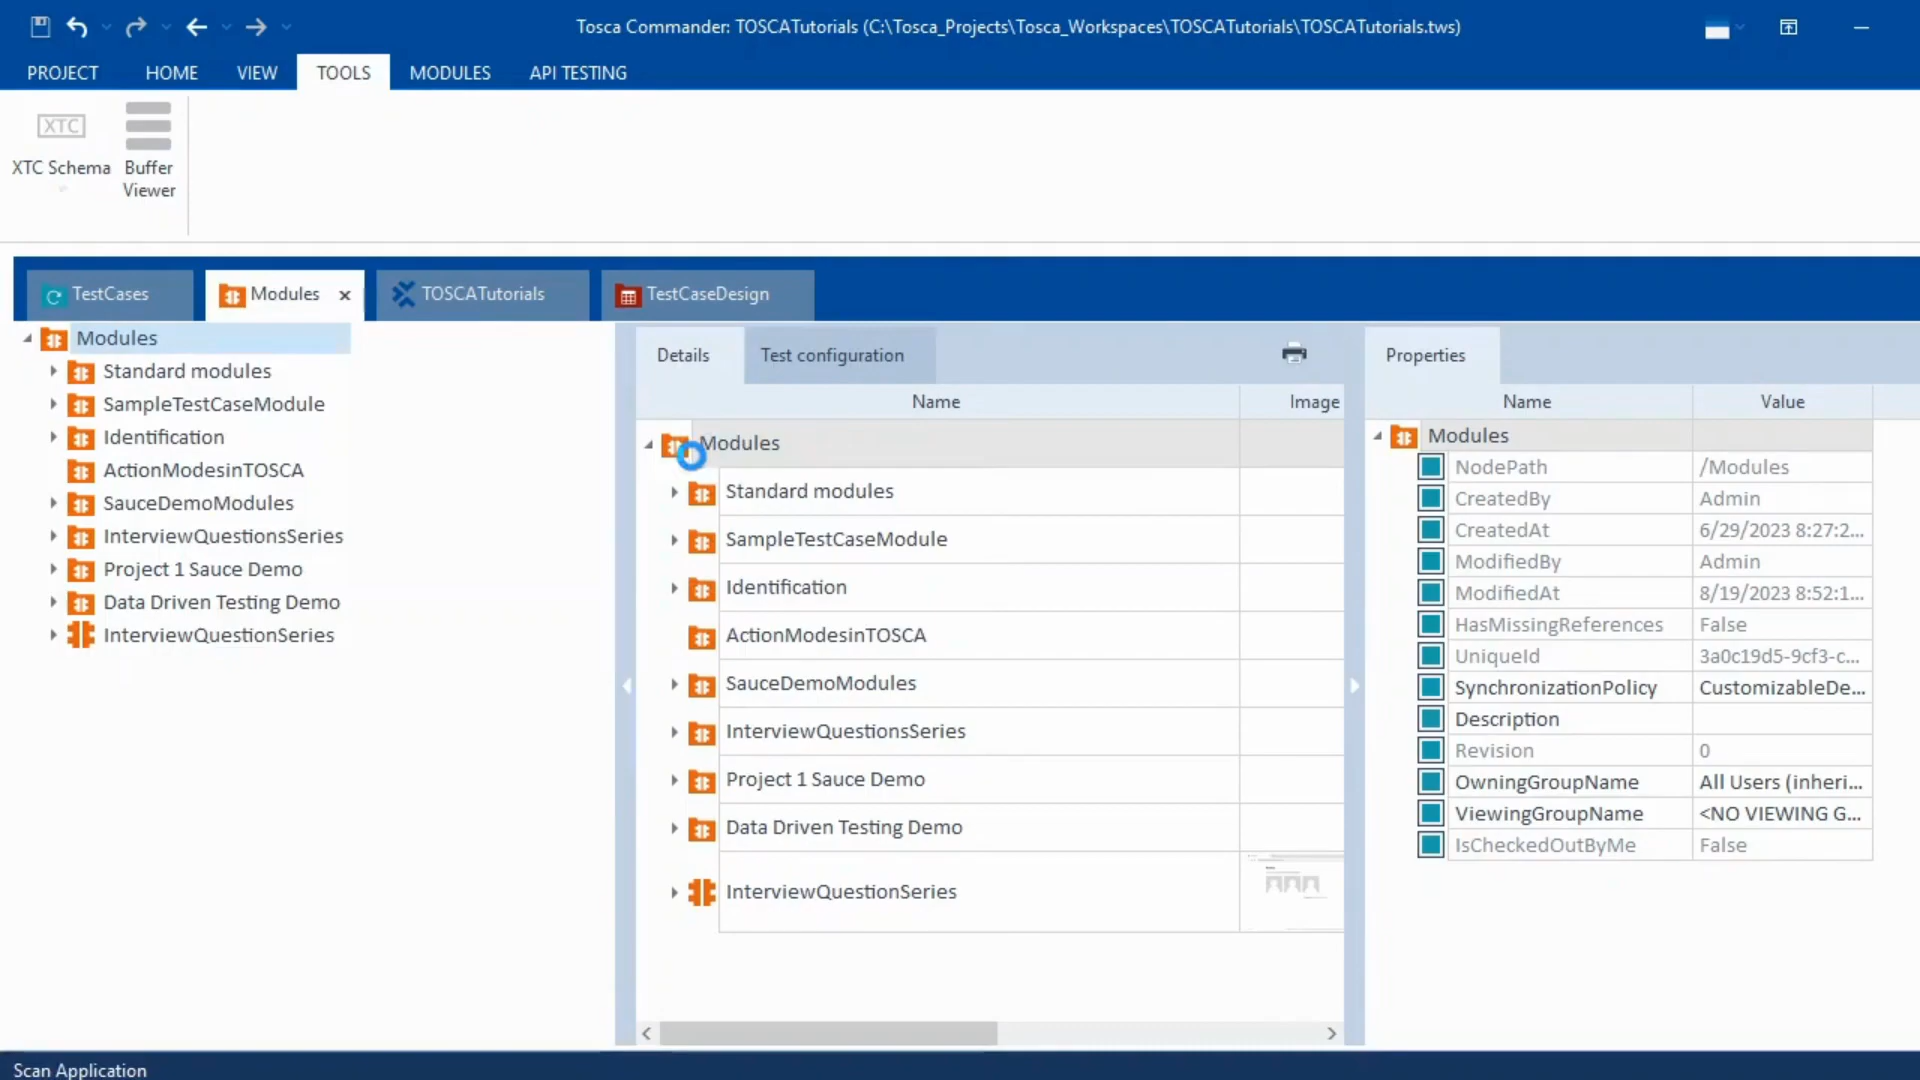 Tosca Commander: TOSCATutorials (C:\Tosca_Projects\Tosca_Workspaces\TOSCATutorials\TOSCATutorials.tws)
PROJECT HOME VIEW TOOLS MODULES API TESTING
XTC
XTC Schema
Buffer Viewer
TestCases Modules x TOSCATutorials TestCaseDesign
Modules
Standard modules
SampleTestCaseModule
Identification
ActionModesinTOSCA
SauceDemoModules
InterviewQuestionsSeries
Project 1 Sauce Demo
Data Driven Testing Demo
InterviewQuestionSeries
Details Test configuration
Name Image
Modules
Standard modules
SampleTestCaseModule
Identification
ActionModesinTOSCA
SauceDemoModules
InterviewQuestionsSeries
Project 1 Sauce Demo
Data Driven Testing Demo
InterviewQuestionSeries
Properties
Name Value
Modules
NodePath /Modules
CreatedBy Admin
CreatedAt 6/29/2023 8:27:2...
ModifiedBy Admin
ModifiedAt 8/19/2023 8:52:1...
HasMissingReferences False
UniqueId 3a0c19d5-9cf3-c...
SynchronizationPolicy CustomizableDe...
Description
Revision 0
OwningGroupName All Users (inheri...
ViewingGroupName <NO VIEWING G...
IsCheckedOutByMe False
Scan Application